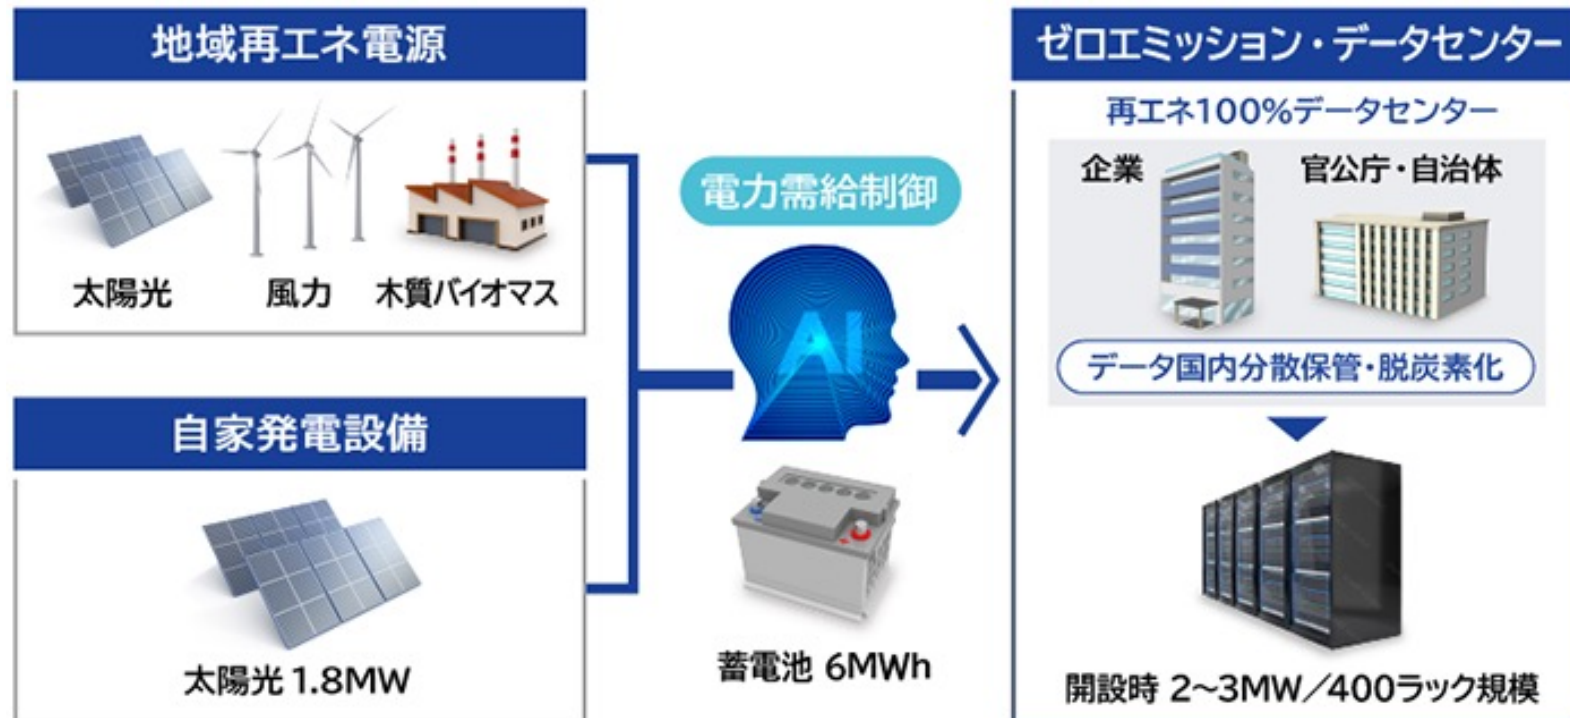 地域再エネ電源
太陽光
風力
木質バイオマス
自家発電設備
太陽光 1.8MW
電力需給制御
AI
蓄電池 6MWh
ゼロエミッション・データセンター
再エネ100%データセンター
企業
官公庁・自治体
データ国内分散保管・脱炭素化
開設時 2~3MW/400ラック規模